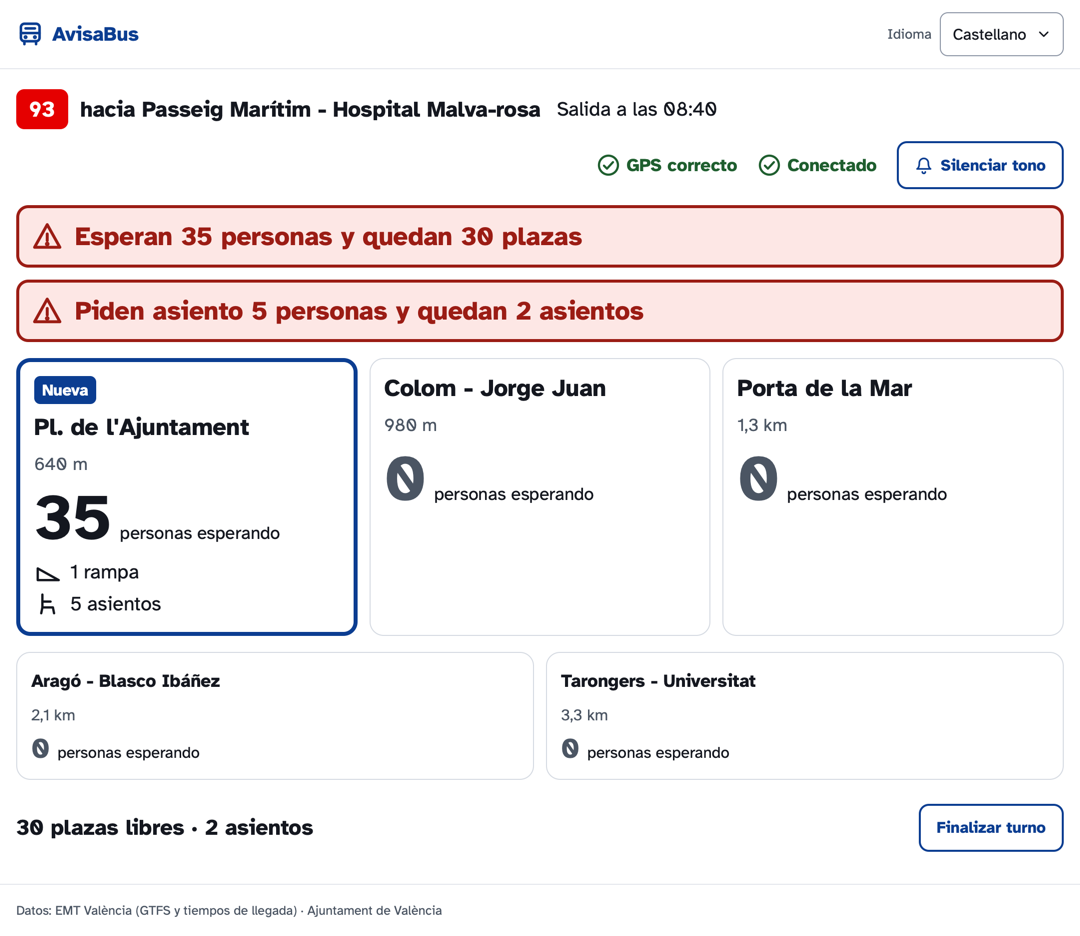 AvisaBus
Idioma
Castellano
93 hacia Passeig Marítim - Hospital Malva-rosa Salida a las 08:40
GPS correcto Conectado Silenciar tono
Esperan 35 personas y quedan 30 plazas
Piden asiento 5 personas y quedan 2 asientos
Nueva
Pl. de l'Ajuntament
640 m
35 personas esperando
1 rampa
5 asientos
Colom - Jorge Juan
980 m
0 personas esperando
Porta de la Mar
1,3 km
0 personas esperando
Aragó - Blasco Ibáñez
2,1 km
0 personas esperando
Tarongers - Universitat
3,3 km
0 personas esperando
30 plazas libres · 2 asientos
Finalizar turno
Datos: EMT València (GTFS y tiempos de llegada) · Ajuntament de València